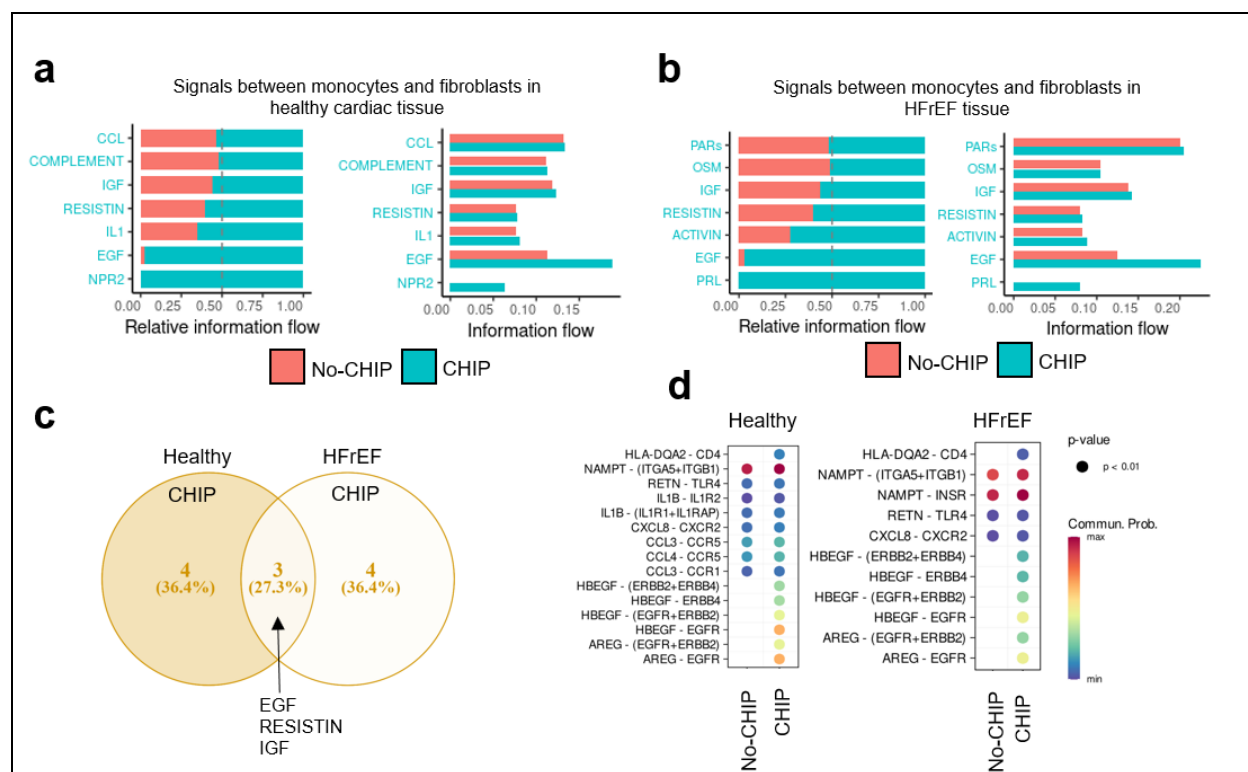 a
Signals between monocytes and fibroblasts in
healthy cardiac tissue
CCL
COMPLEMENT
IGF
RESISTIN
IL1
EGF
NPR2
0.00 0.25 0.50 0.75 1.00
Relative information flow
CCL
COMPLEMENT
IGF
RESISTIN
IL1
EGF
NPR2
0.00 0.05 0.10 0.15
Information flow
No-CHIP CHIP
b
Signals between monocytes and fibroblasts in
HFrEF tissue
PARs
OSM
IGF
RESISTIN
ACTIVIN
EGF
PRL
0.00 0.25 0.50 0.75 1.00
Relative information flow
PARs
OSM
IGF
RESISTIN
ACTIVIN
EGF
PRL
0.00 0.05 0.10 0.15 0.20
Information flow
No-CHIP CHIP
c
Healthy HFrEF
CHIP CHIP
4 3 4
(36.4%) (27.3%) (36.4%)
EGF
RESISTIN
IGF
d
Healthy
HLA-DQA2 - CD4
NAMPT - (ITGA5+ITGB1)
RETN - TLR4
IL1B - IL1R2
IL1B - (IL1R1+IL1RAP)
CXCL8 - CXCR2
CCL3 - CCR5
CCL4 - CCR5
CCL3 - CCR1
HBEGF - (ERBB2+ERBB4)
HBEGF - ERBB4
HBEGF - (EGFR+ERBB2)
HBEGF - EGFR
AREG - (EGFR+ERBB2)
AREG - EGFR
No-CHIP
CHIP
HFrEF
HLA-DQA2 - CD4
NAMPT - (ITGA5+ITGB1)
NAMPT - INSR
RETN - TLR4
CXCL8 - CXCR2
HBEGF - (ERBB2+ERBB4)
HBEGF - ERBB4
HBEGF - (EGFR+ERBB2)
HBEGF - EGFR
AREG - (EGFR+ERBB2)
AREG - EGFR
No-CHIP
CHIP
p-value
p < 0.01
Commun. Prob.
max
min